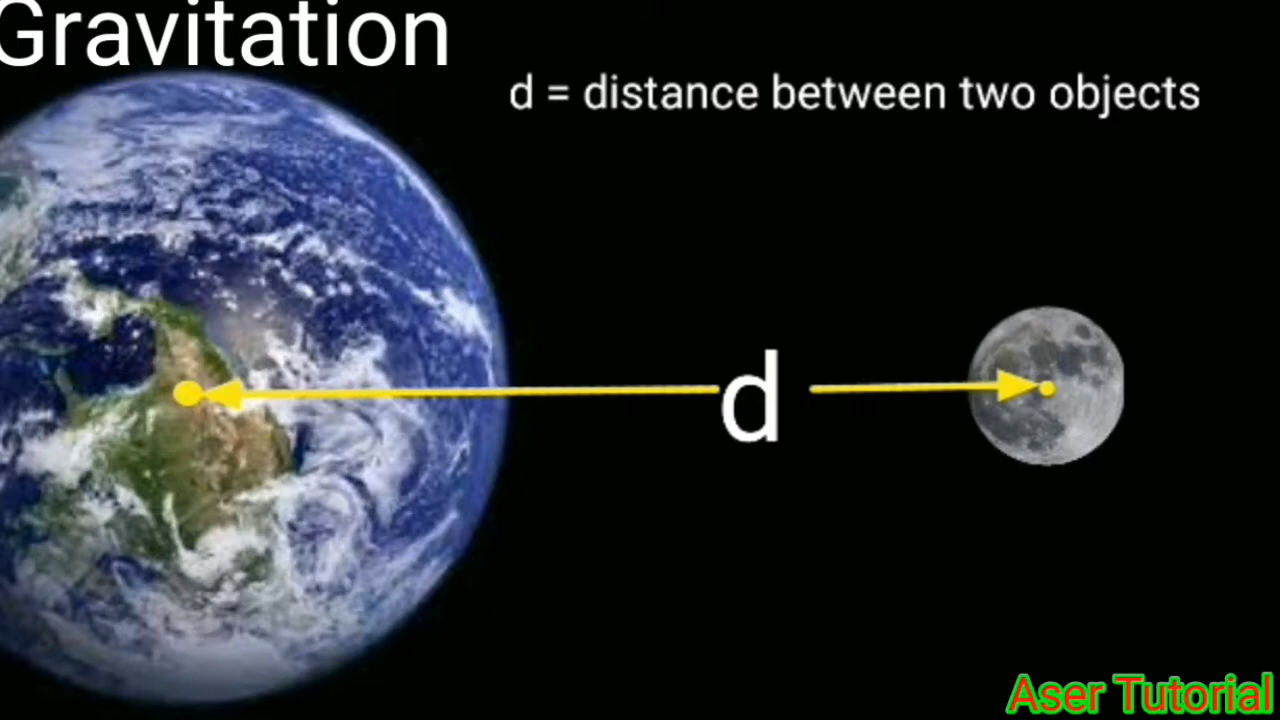 Gravitation
d = distance between two objects
d
Aser Tutorial